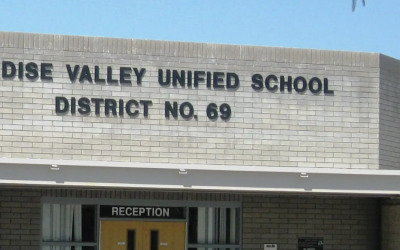 DISE VALLEY UNIFIED SCHOOL
DISTRICT NO. 69
RECEPTION